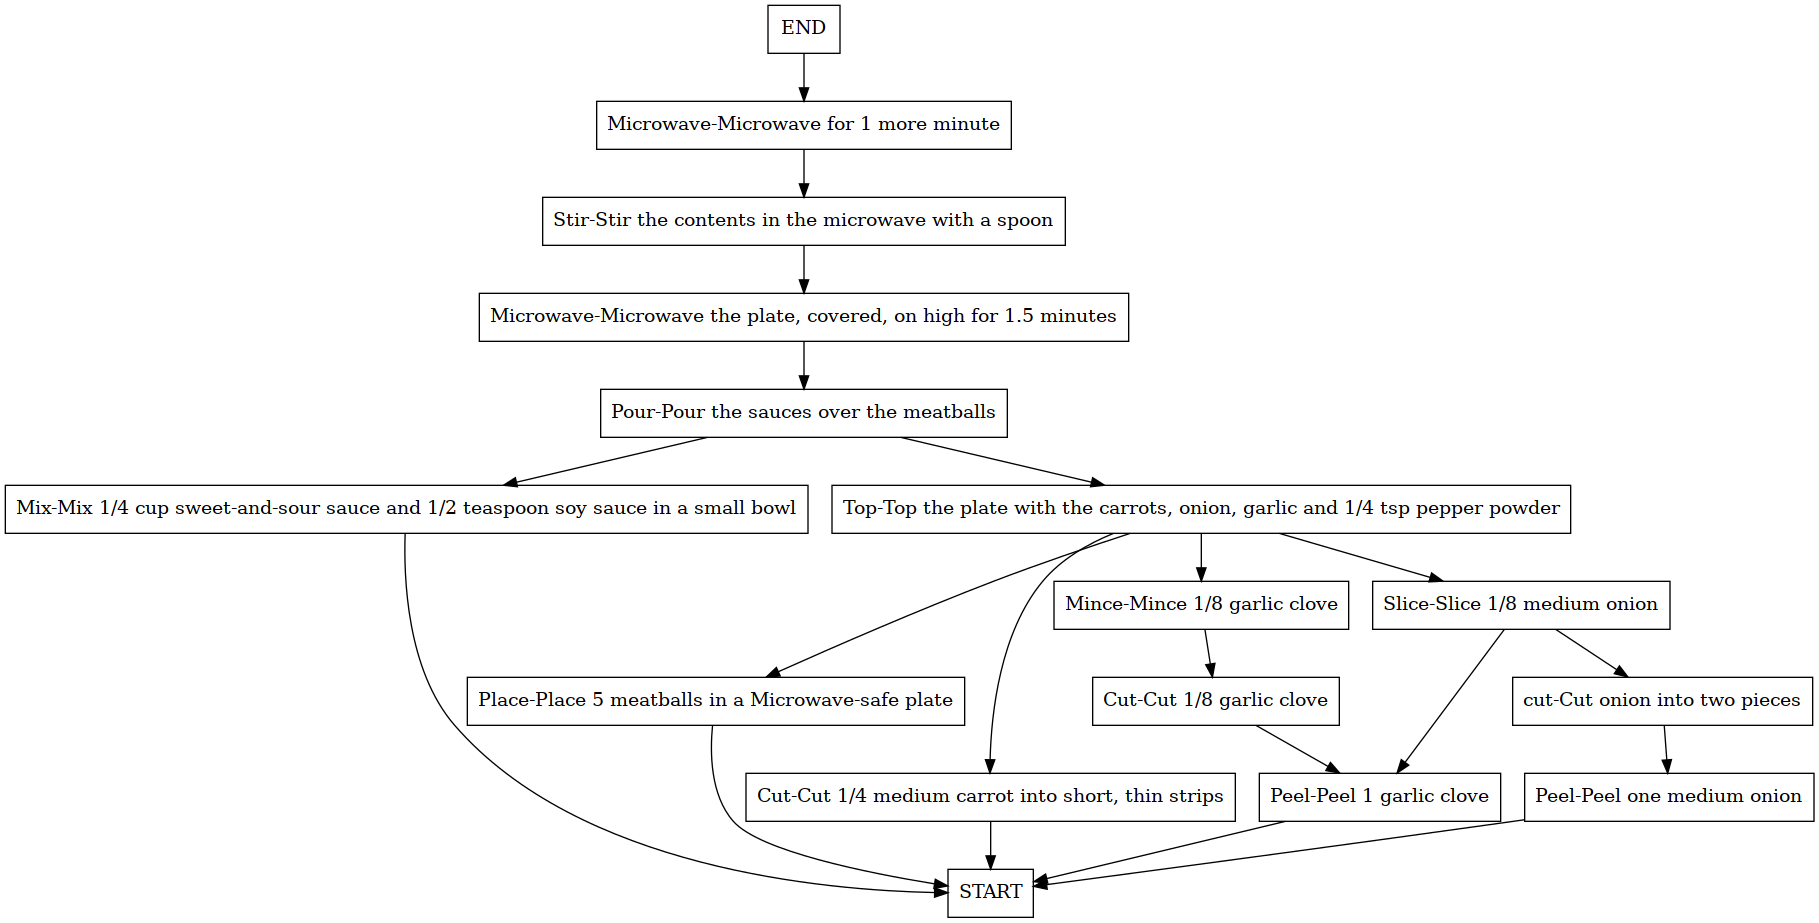 END
Microwave-Microwave for 1 more minute
Stir-Stir the contents in the microwave with a spoon
Microwave-Microwave the plate, covered, on high for 1.5 minutes
Pour-Pour the sauces over the meatballs
Mix-Mix 1/4 cup sweet-and-sour sauce and 1/2 teaspoon soy sauce in a small bowl
Top-Top the plate with the carrots, onion, garlic and 1/4 tsp pepper powder
Mince-Mince 1/8 garlic clove
Slice-Slice 1/8 medium onion
Place-Place 5 meatballs in a Microwave-safe plate
Cut-Cut 1/8 garlic clove
cut-Cut onion into two pieces
Cut-Cut 1/4 medium carrot into short, thin strips
Peel-Peel 1 garlic clove
Peel-Peel one medium onion
START